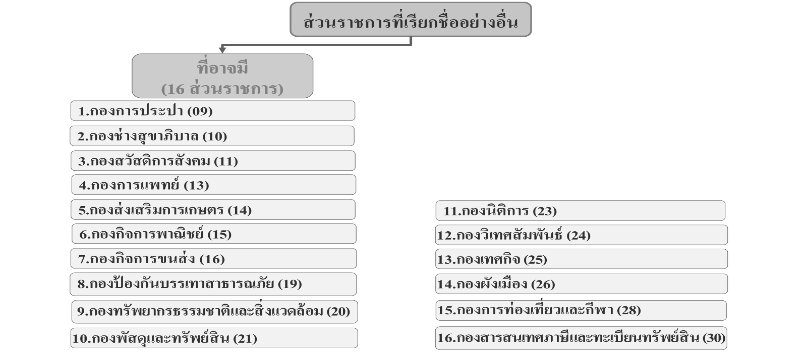 ส่วนราชการที่เรียกชื่ออย่างอื่น
ที่อาจมี
(16 ส่วนราชการ)
1.กองการประปา (09)
2.กองช่างสุขาภิบาล (10)
3.กองสวัสดิการสังคม (11)
4.กองการแพทย์ (13)
5.กองส่งเสริมการเกษตร (14)
6.กองกิจการพาณิชย์ (15)
7.กองกิจการขนส่ง (16)
8.กองป้องกันบรรเทาสาธารณภัย (19)
9.กองทรัพยากรธรรมชาติและสิ่งแวดล้อม (20)
10.กองพัสดุและทรัพย์สิน (21)
11.กองนิติการ (23)
12.กองวิเทศสัมพันธ์ (24)
13.กองเทศกิจ (25)
14.กองผังเมือง (26)
15.กองการท่องเที่ยวและกีฬา (28)
16.กองสารสนเทศภาษีและทะเบียนทรัพย์สิน (30)